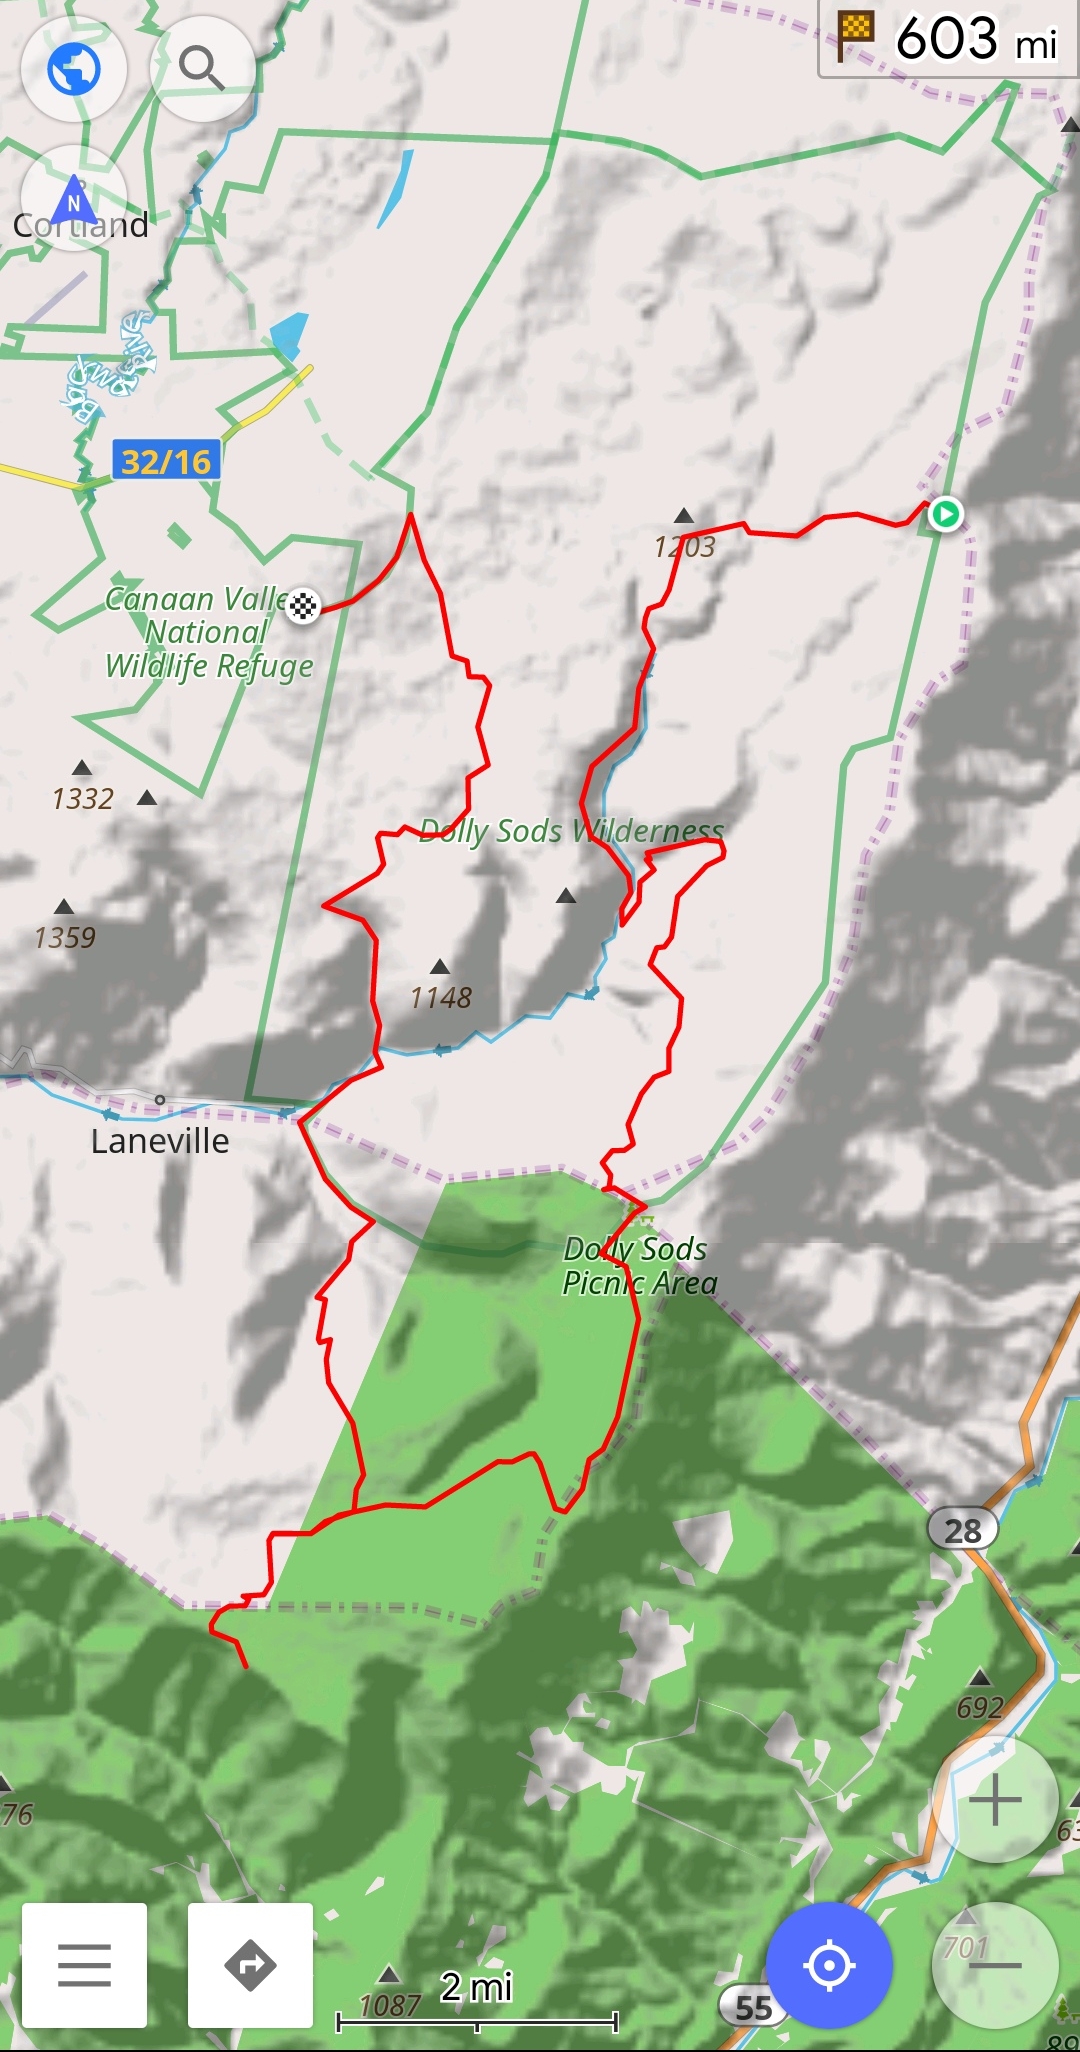 603 mi
N
Cortland
BlackWater River
32/16
1203
Canaan Valle
National
Wildlife Refuge
1332
Dolly Sods Wilderness
1359
1148
Laneville
Dolly Sods
Picnic Area
28
692
76
63
701
2 mi
1087
55
89